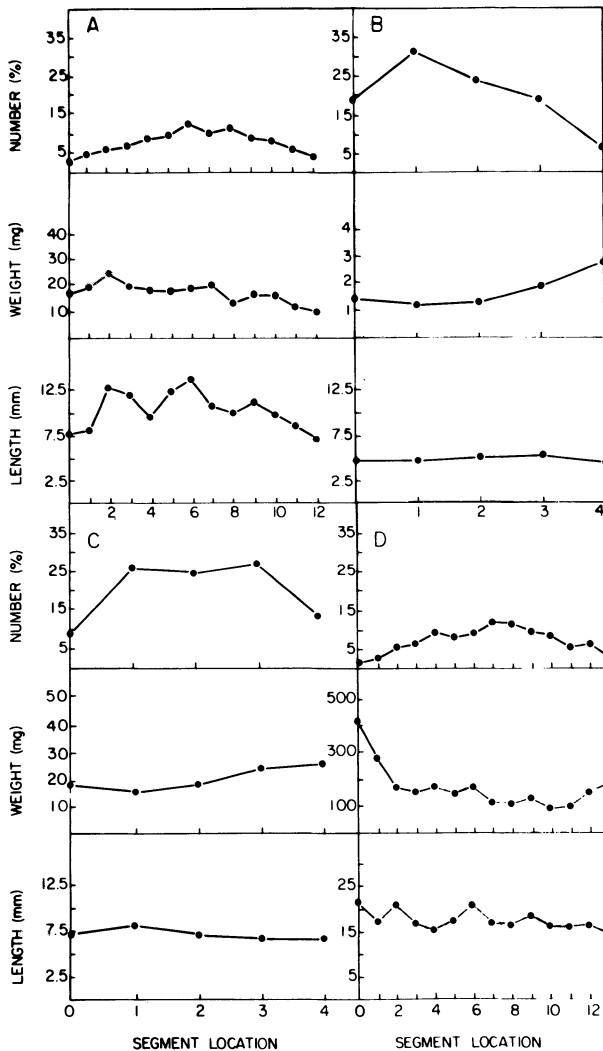 A
B
NUMBER (%)
35
25
15
5
35
25
15
5
WEIGHT (mg)
40
30
20
10
4
3
2
1
LENGTH (mm)
12.5
7.5
2.5
12.5
7.5
2.5
2 4 6 8 10 12
1 2 3 4
C
D
NUMBER (%)
35
25
15
5
35
25
15
5
WEIGHT (mg)
50
40
30
20
10
500
300
100
LENGTH (mm)
12.5
7.5
2.5
25
15
5
0 1 2 3 4
0 2 4 6 8 10 12
SEGMENT LOCATION
SEGMENT LOCATION